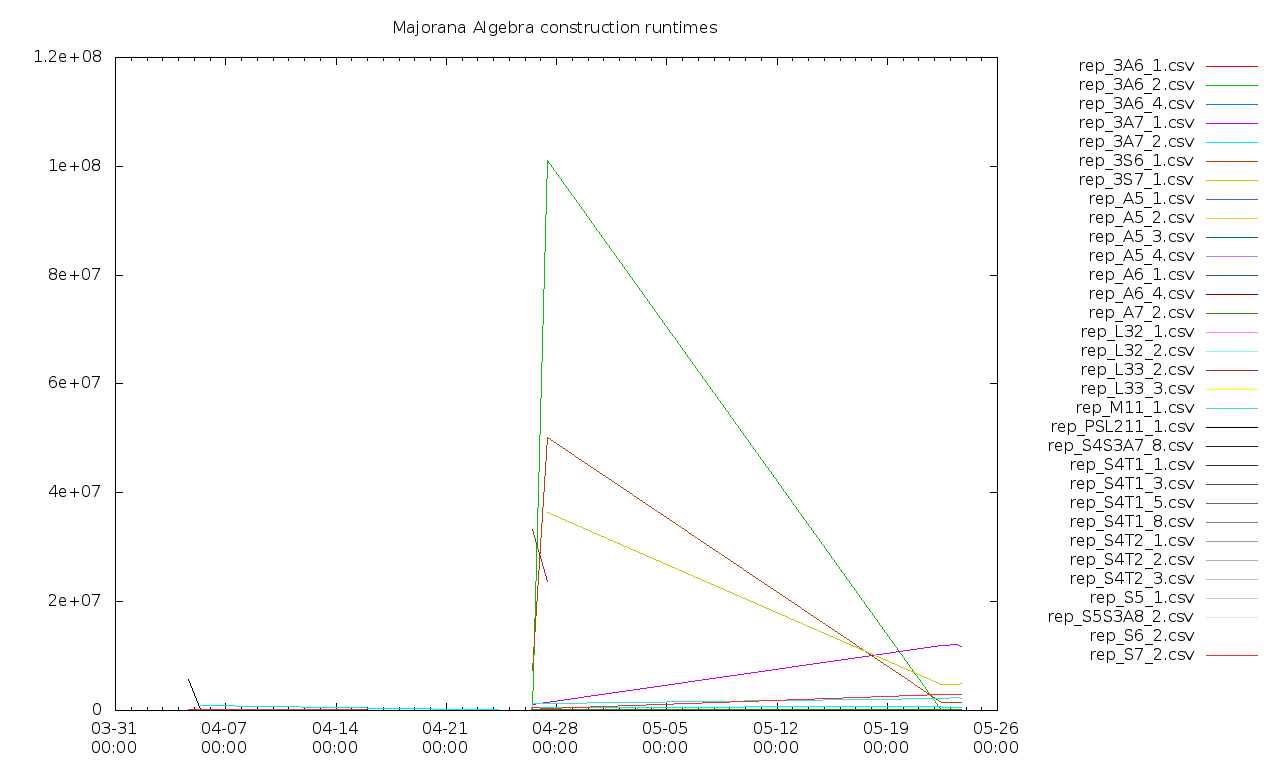 Majorana Algebra construction runtimes
1.2e+08
1e+08
8e+07
6e+07
4e+07
2e+07
0
03-31 04-07 04-14 04-21 04-28 05-05 05-12 05-19 05-26
00:00 00:00 00:00 00:00 00:00 00:00 00:00 00:00 00:00
rep_3A6_1.csv
rep_3A6_2.csv
rep_3A6_4.csv
rep_3A7_1.csv
rep_3A7_2.csv
rep_3S6_1.csv
rep_3S7_1.csv
rep_A5_1.csv
rep_A5_2.csv
rep_A5_3.csv
rep_A5_4.csv
rep_A6_1.csv
rep_A6_4.csv
rep_A7_2.csv
rep_L32_1.csv
rep_L32_2.csv
rep_L33_2.csv
rep_L33_3.csv
rep_M11_1.csv
rep_PSL211_1.csv
rep_S4S3A7_8.csv
rep_S4T1_1.csv
rep_S4T1_3.csv
rep_S4T1_5.csv
rep_S4T1_8.csv
rep_S4T2_1.csv
rep_S4T2_2.csv
rep_S4T2_3.csv
rep_S5_1.csv
rep_S5S3A8_2.csv
rep_S6_2.csv
rep_S7_2.csv